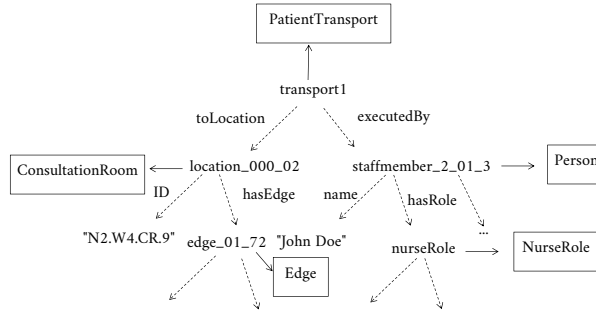 PatientTransport
transport1
toLocation
executedBy
ConsultationRoom
location_000_02
staffmember_2_01_3
Person
ID
hasEdge
name
hasRole
"N2.W4.CR.9"
edge_01_72
"John Doe"
nurseRole
...
NurseRole
Edge